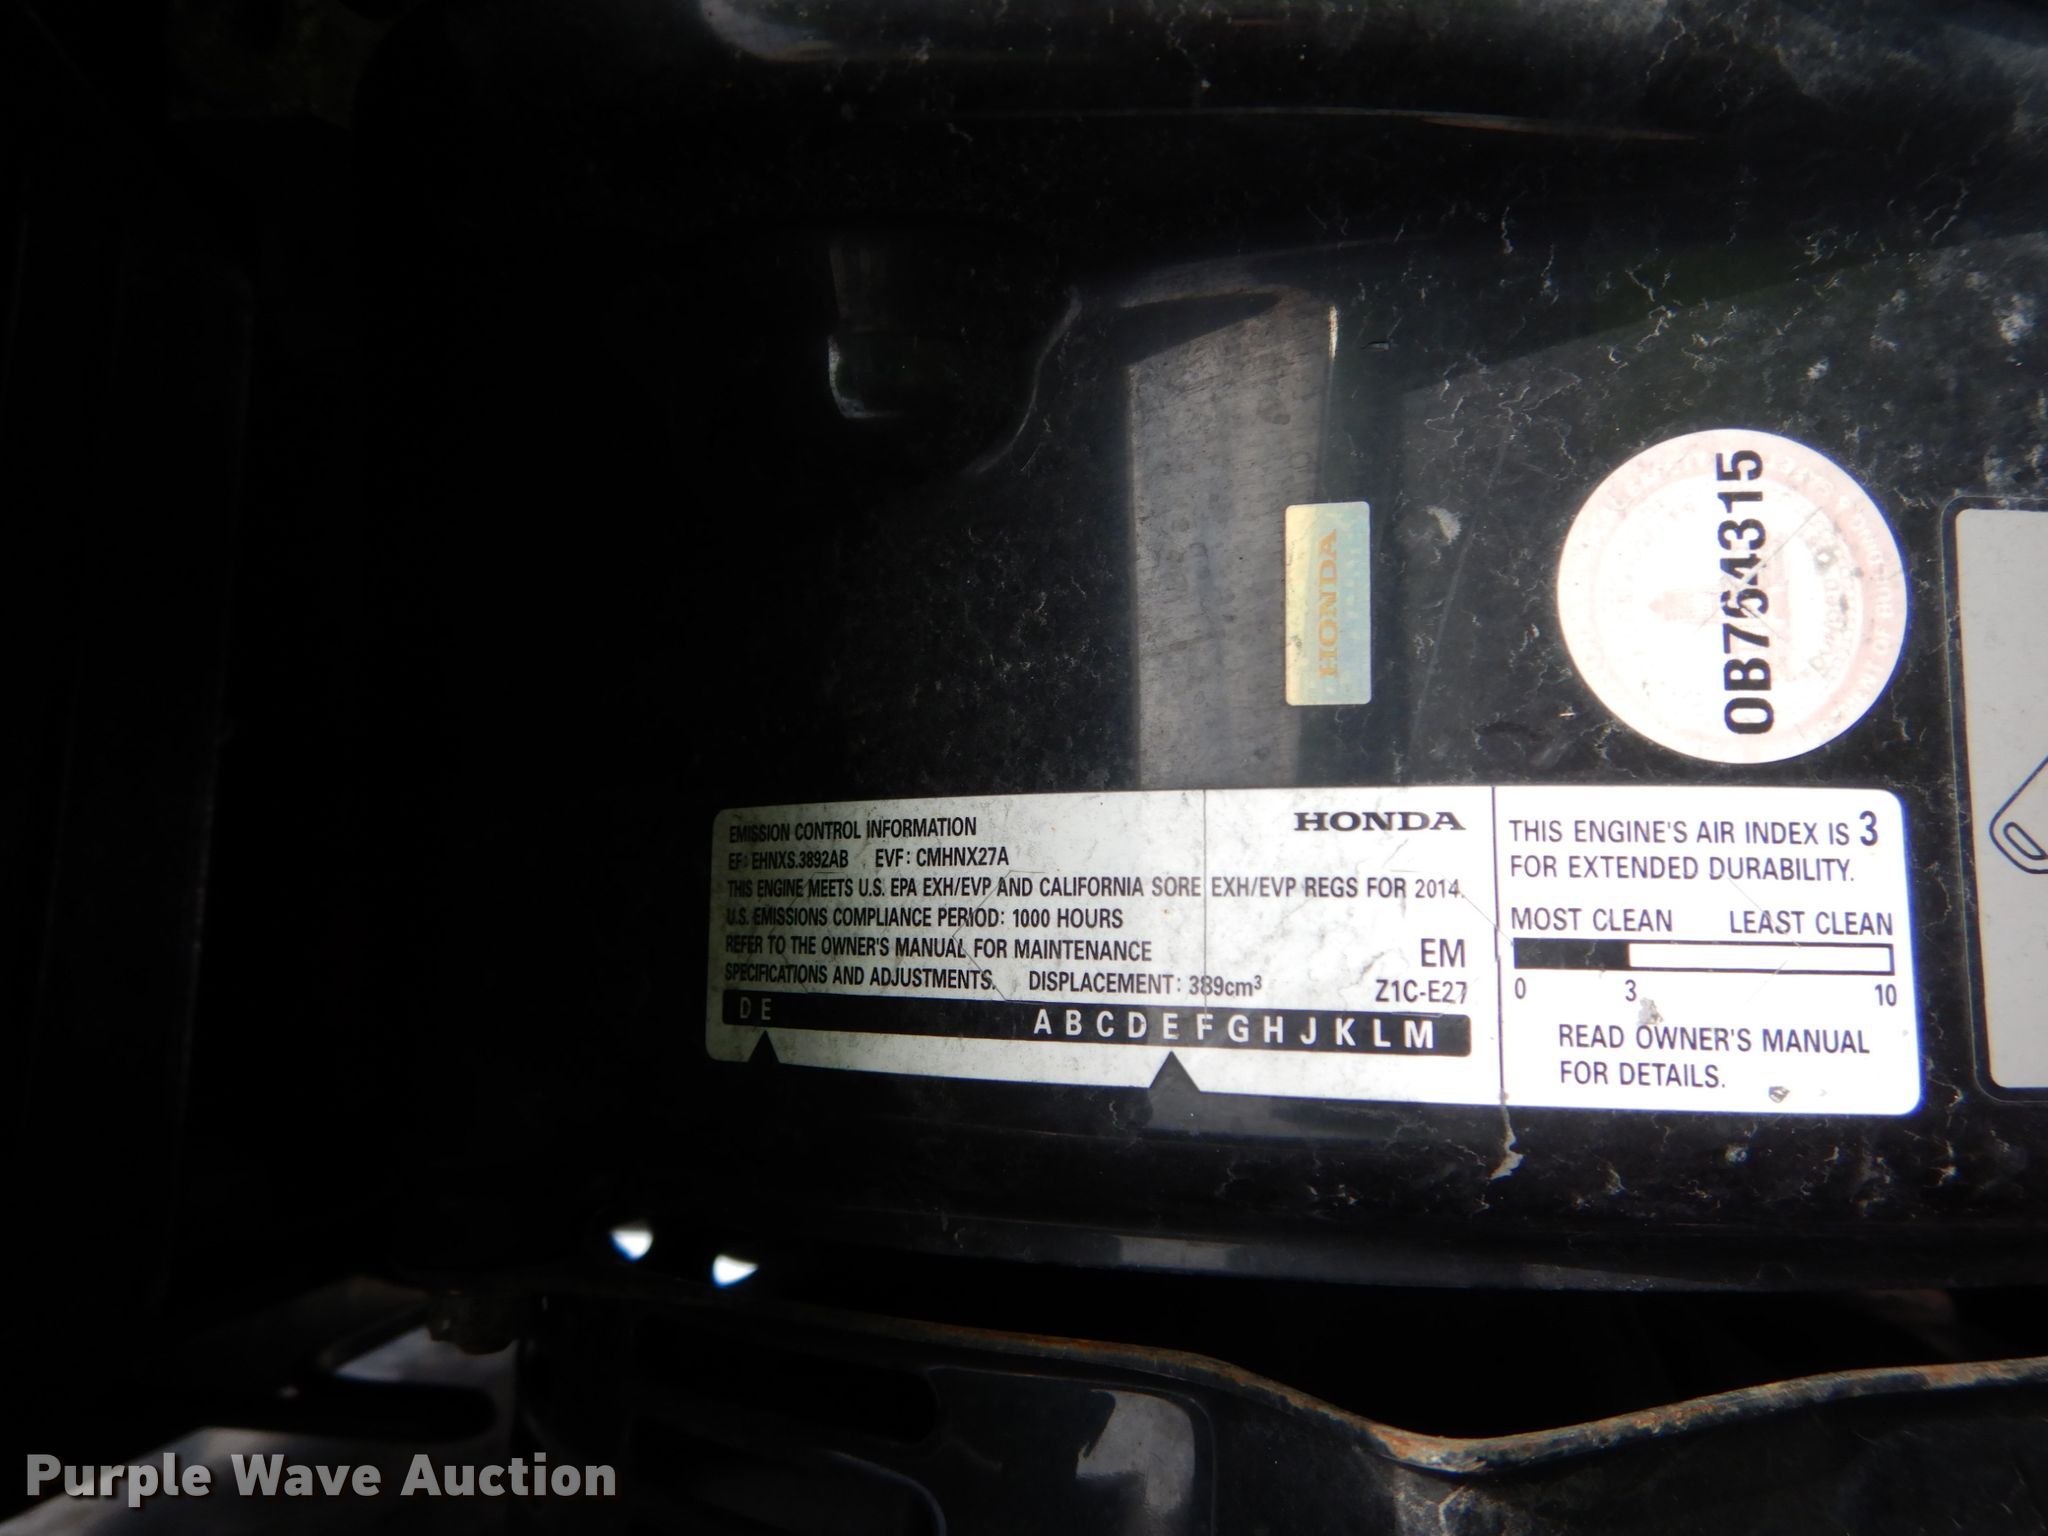 HONDA
0B764315
EMISSION CONTROL INFORMATION
EF: EHNXS.3892AB EVF: CMHNX27A
THIS ENGINE MEETS U.S. EPA EXH/EVP AND CALIFORNIA SORE EXH/EVP REGS FOR 2014.
U.S. EMISSIONS COMPLIANCE PERIOD: 1000 HOURS
REFER TO THE OWNER'S MANUAL FOR MAINTENANCE
SPECIFICATIONS AND ADJUSTMENTS. DISPLACEMENT: 389cm³
HONDA
EM
Z1C-E27
D E A B C D E F G H J K L M
THIS ENGINE'S AIR INDEX IS 3
FOR EXTENDED DURABILITY.
MOST CLEAN LEAST CLEAN
0 3 10
READ OWNER'S MANUAL
FOR DETAILS.
Purple Wave Auction